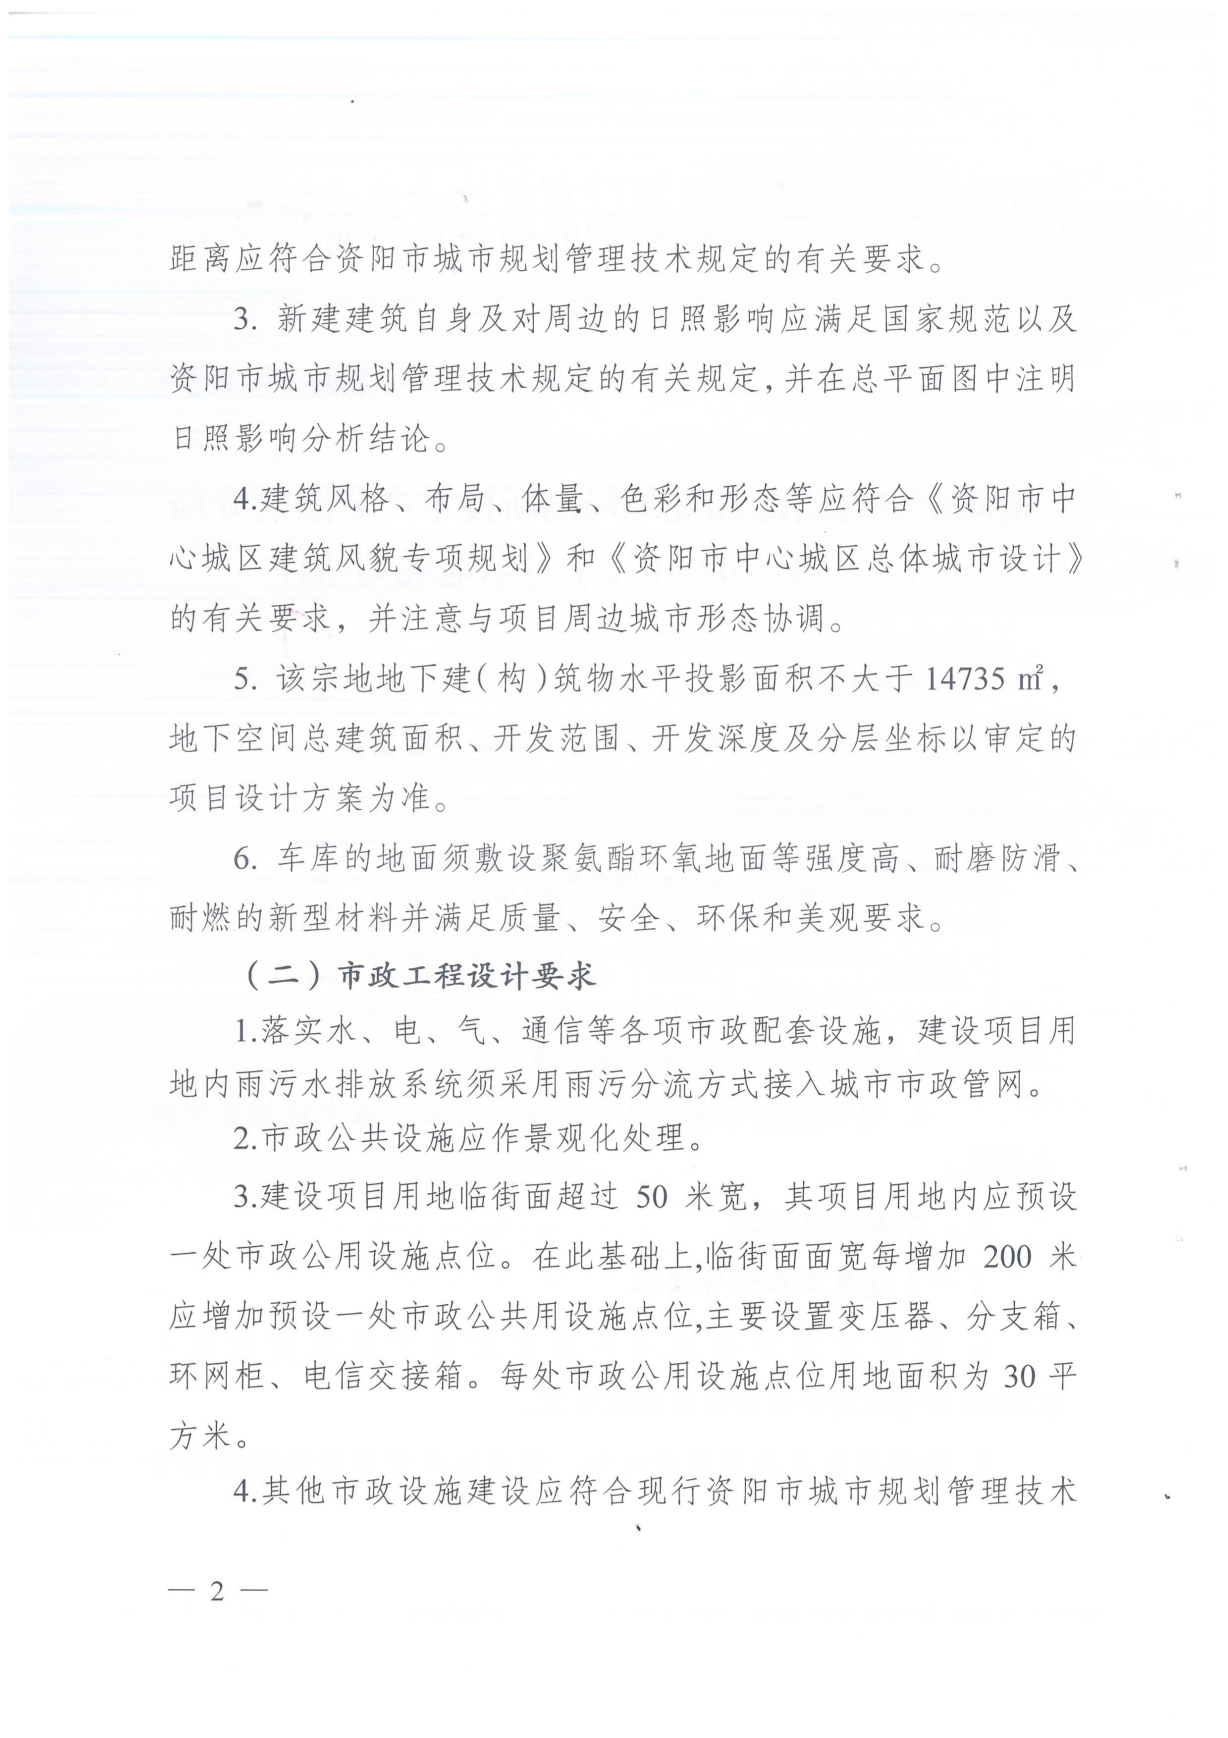 距离应符合资阳市城市规划管理技术规定的有关要求。
3. 新建建筑自身及对周边的日照影响应满足国家规范以及
资阳市城市规划管理技术规定的有关规定,并在总平面图中注明
日照影响分析结论。
4.建筑风格、布局、体量、色彩和形态等应符合《资阳市中
心城区建筑风貌专项规划》和《资阳市中心城区总体城市设计》
的有关要求，并注意与项目周边城市形态协调。
5. 该宗地地下建(构)筑物水平投影面积不大于 14735 ㎡，
地下空间总建筑面积、开发范围、开发深度及分层坐标以审定的
项目设计方案为准。
6. 车库的地面须敷设聚氨酯环氧地面等强度高、耐磨防滑、
耐燃的新型材料并满足质量、安全、环保和美观要求。
（二）市政工程设计要求
1.落实水、电、气、通信等各项市政配套设施，建设项目用
地内雨污水排放系统须采用雨污分流方式接入城市市政管网。
2.市政公共设施应作景观化处理。
3.建设项目用地临街面超过 50 米宽，其项目用地内应预设
一处市政公用设施点位。在此基础上,临街面面宽每增加 200 米
应增加预设一处市政公共用设施点位,主要设置变压器、分支箱、
环网柜、电信交接箱。每处市政公用设施点位用地面积为 30 平
方米。
4.其他市政设施建设应符合现行资阳市城市规划管理技术
— 2 —